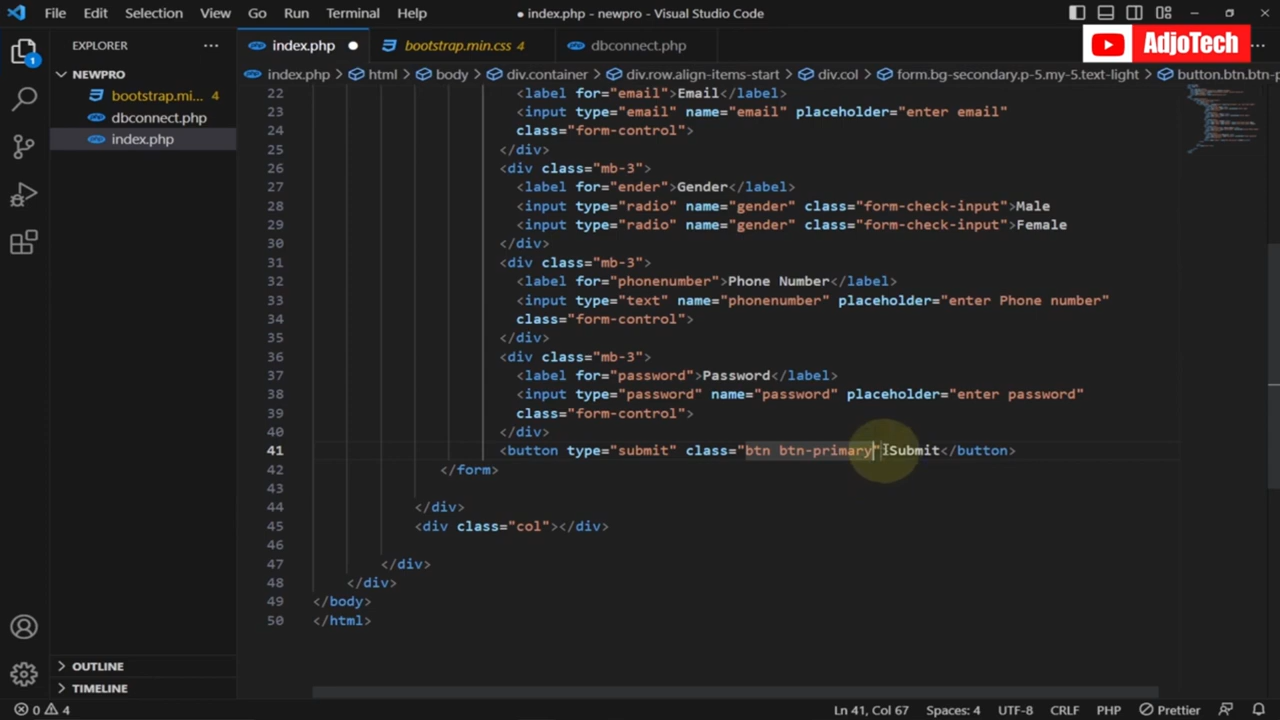 File Edit Selection View Go Run Terminal Help ● index.php - newpro - Visual Studio Code
AdjoTech
EXPLORER ...
index.php ●
bootstrap.min.css 4
dbconnect.php
1
NEWPRO
bootstrap.mi... 4
dbconnect.php
index.php
index.php > html > body > div.container > div.row.align-items-start > div.col > form.bg-secondary.p-5.my-5.text-light > button.btn.btn-p
22 <label for="email">Email</label>
23 <input type="email" name="email" placeholder="enter email"
24 class="form-control">
25 </div>
26 <div class="mb-3">
27 <label for="ender">Gender</label>
28 <input type="radio" name="gender" class="form-check-input">Male
29 <input type="radio" name="gender" class="form-check-input">Female
30 </div>
31 <div class="mb-3">
32 <label for="phonenumber">Phone Number</label>
33 <input type="text" name="phonenumber" placeholder="enter Phone number"
34 class="form-control">
35 </div>
36 <div class="mb-3">
37 <label for="password">Password</label>
38 <input type="password" name="password" placeholder="enter password"
39 class="form-control">
40 </div>
41 <button type="submit" class="btn btn-primary">Submit</button>
42 </form>
43
44 </div>
45 <div class="col"></div>
46
47 </div>
48 </div>
49 </body>
50 </html>
OUTLINE
TIMELINE
0 4 Ln 41, Col 67 Spaces: 4 UTF-8 CRLF PHP Prettier